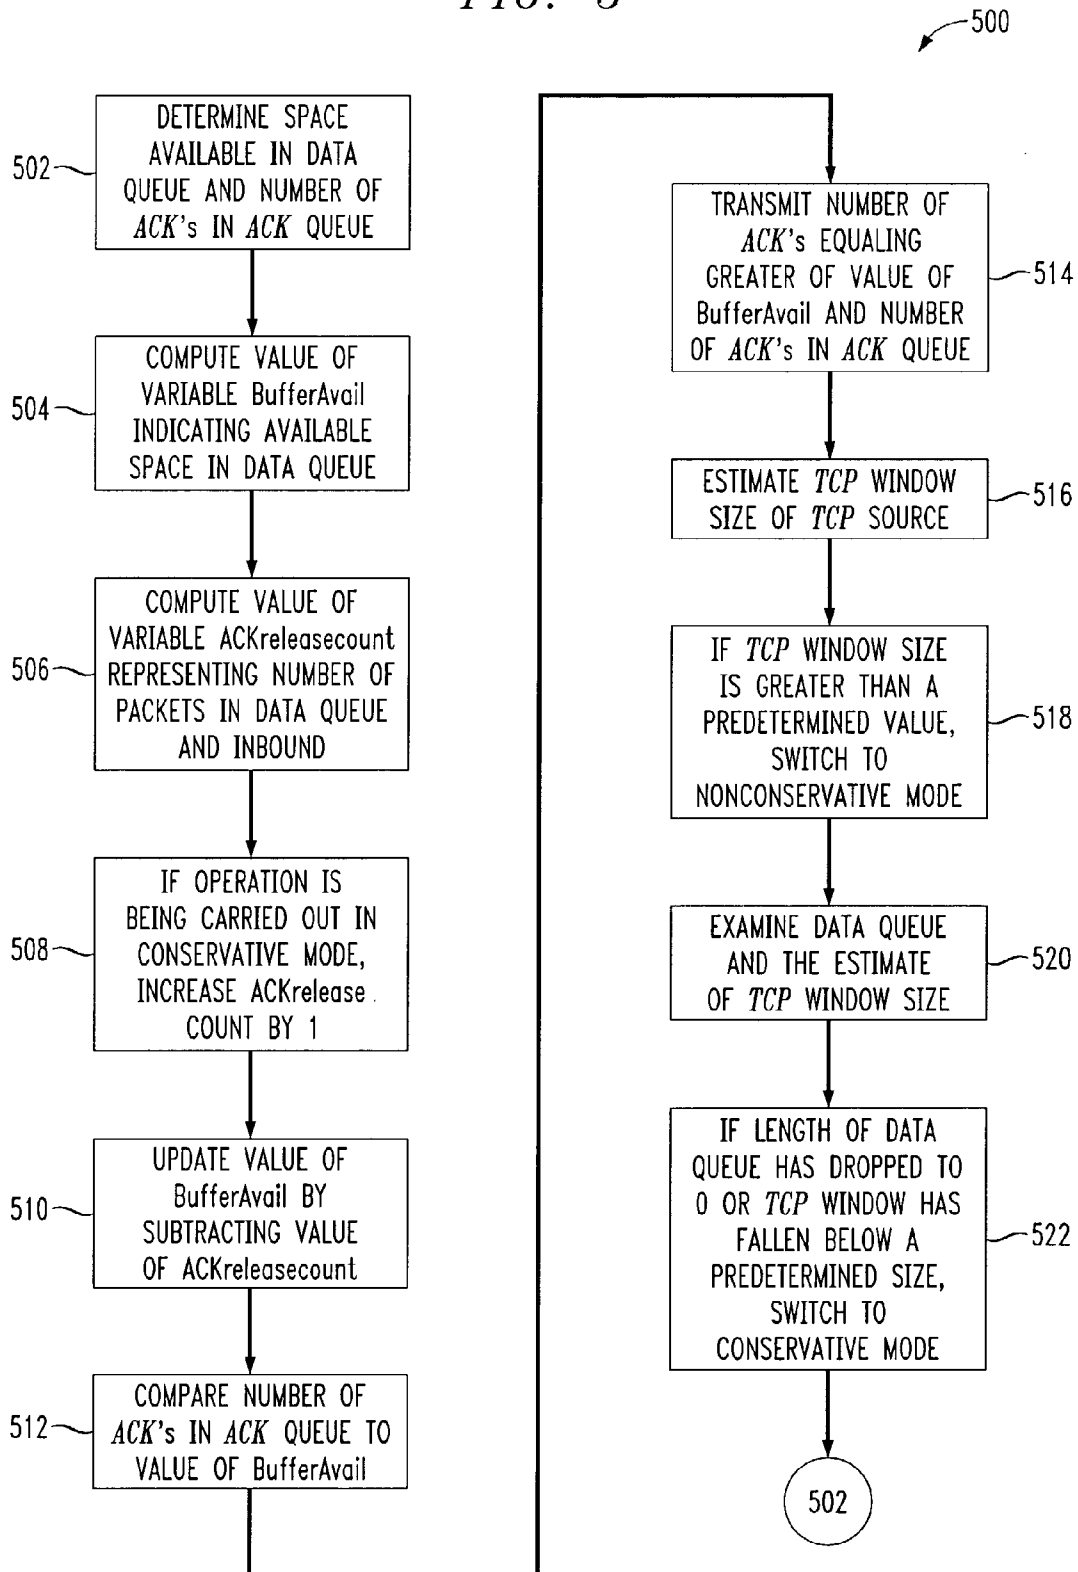 500
DETERMINE SPACE
AVAILABLE IN DATA
QUEUE AND NUMBER OF
ACK's IN ACK QUEUE
502
COMPUTE VALUE OF
VARIABLE BufferAvail
INDICATING AVAILABLE
SPACE IN DATA QUEUE
504
COMPUTE VALUE OF
VARIABLE ACKreleasecount
REPRESENTING NUMBER OF
PACKETS IN DATA QUEUE
AND INBOUND
506
IF OPERATION IS
BEING CARRIED OUT IN
CONSERVATIVE MODE,
INCREASE ACKrelease
COUNT BY 1
508
UPDATE VALUE OF
BufferAvail BY
SUBTRACTING VALUE
OF ACKreleasecount
510
COMPARE NUMBER OF
ACK's IN ACK QUEUE TO
VALUE OF BufferAvail
512
TRANSMIT NUMBER OF
ACK's EQUALING
GREATER OF VALUE OF
BufferAvail AND NUMBER
OF ACK's IN ACK QUEUE
514
ESTIMATE TCP WINDOW
SIZE OF TCP SOURCE
516
IF TCP WINDOW SIZE
IS GREATER THAN A
PREDETERMINED VALUE,
SWITCH TO
NONCONSERVATIVE MODE
518
EXAMINE DATA QUEUE
AND THE ESTIMATE
OF TCP WINDOW SIZE
520
IF LENGTH OF DATA
QUEUE HAS DROPPED TO
0 OR TCP WINDOW HAS
FALLEN BELOW A
PREDETERMINED SIZE,
SWITCH TO
CONSERVATIVE MODE
522
502